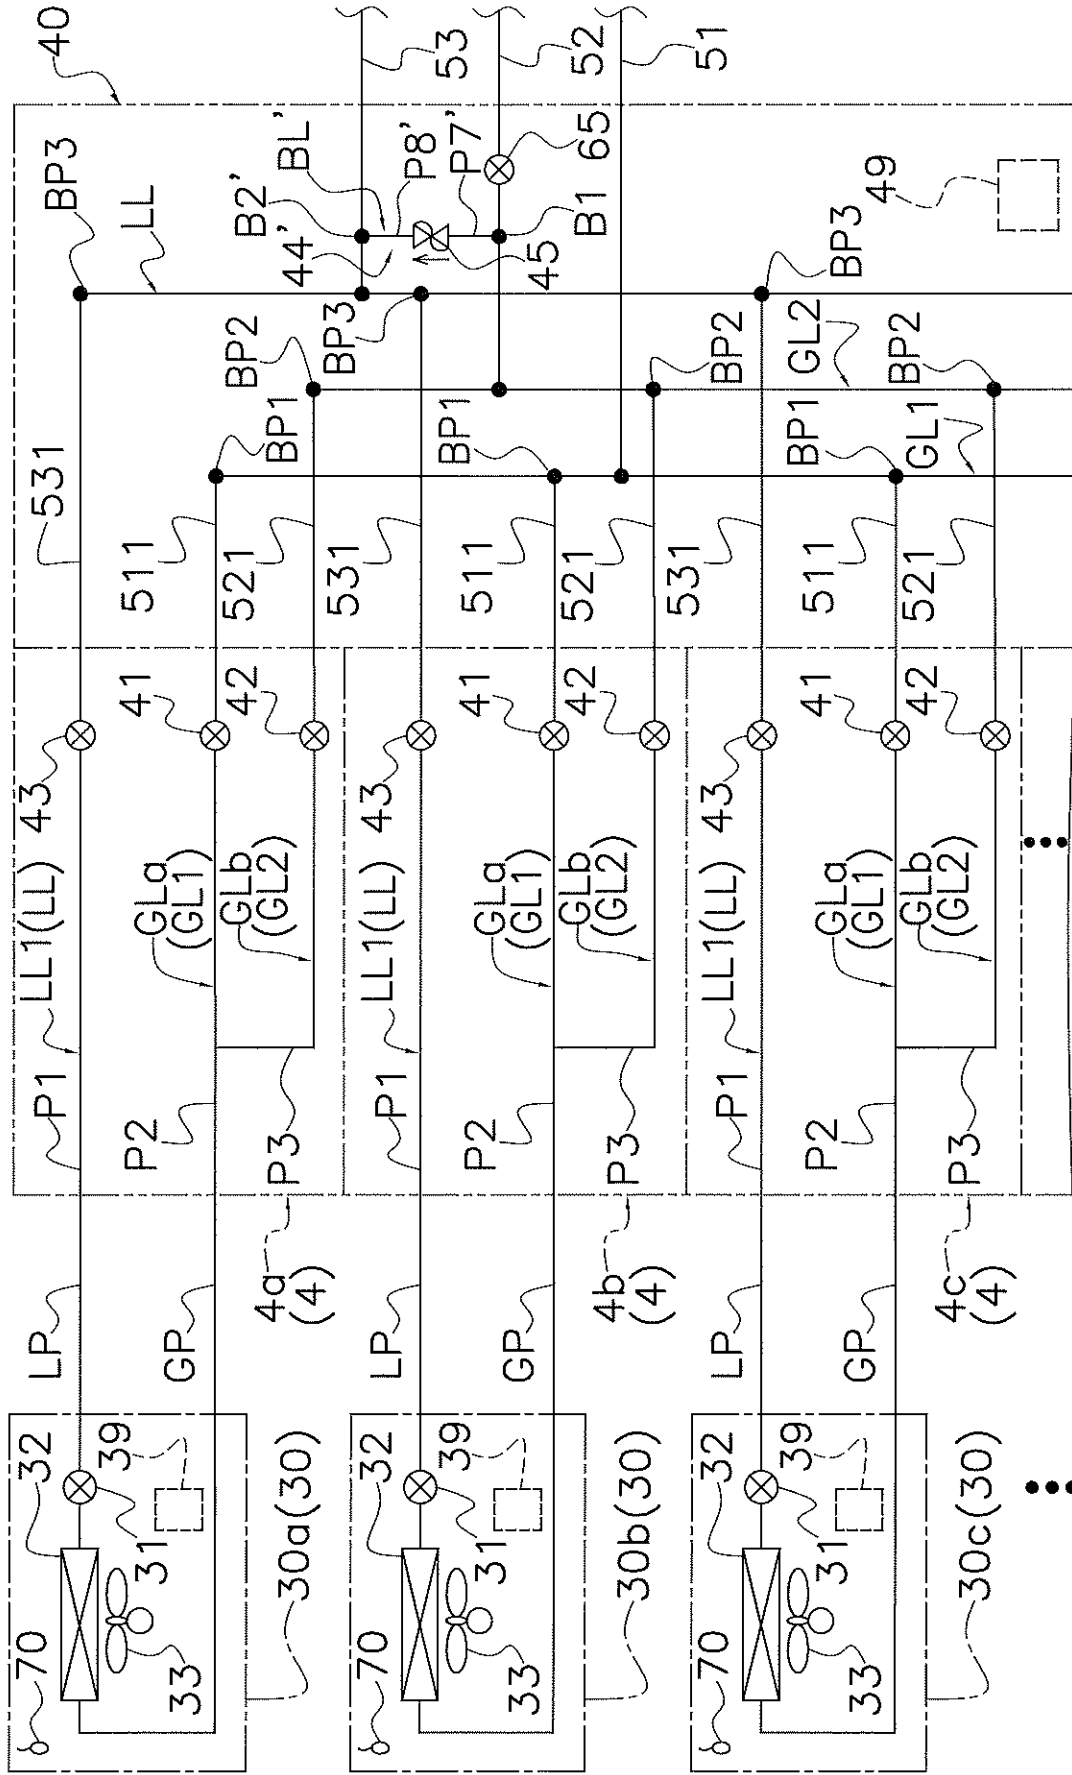 40
BP3
LL
B2'
BL'
P8'
P7'
44'
45
B1
65
53
52
51
49
531
BP2
BP1
BP3
511
521
43
41
42
LL1(LL)
GLa
(GL1)
GLb
(GL2)
P1
P2
P3
LP
GP
4a
(4)
32
39
31
33
70
30a(30)
531
BP1
BP2
511
521
43
41
42
LL1(LL)
GLa
(GL1)
GLb
(GL2)
P1
P2
P3
LP
GP
4b
(4)
32
39
31
33
70
30b(30)
BP3
GL2
BP2
BP1
GL1
531
511
521
43
41
42
LL1(LL)
GLa
(GL1)
GLb
(GL2)
P1
P2
P3
LP
GP
4c
(4)
32
39
31
33
70
30c(30)